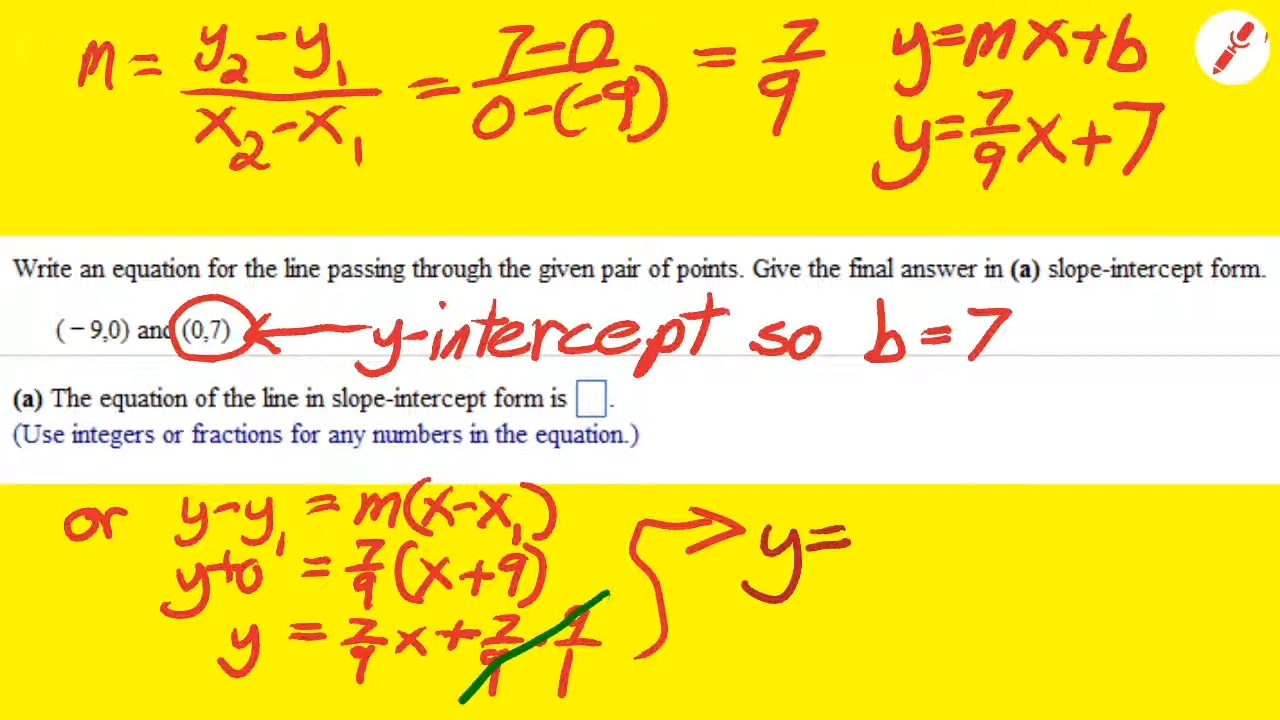 m = (y₂ - y₁)/(x₂ - x₁) = (7-0)/(0-(-9)) = 7/9
y=mx+b
y=7/9x+7
Write an equation for the line passing through the given pair of points. Give the final answer in (a) slope-intercept form.
(−9,0) and (0,7) ← y-intercept so b=7
(a) The equation of the line in slope-intercept form is .
(Use integers or fractions for any numbers in the equation.)
or y-y₁ = m(x-x₁)
y+0 = 7/9(x+9)
y = 7/9x+7/9·9/1
y=